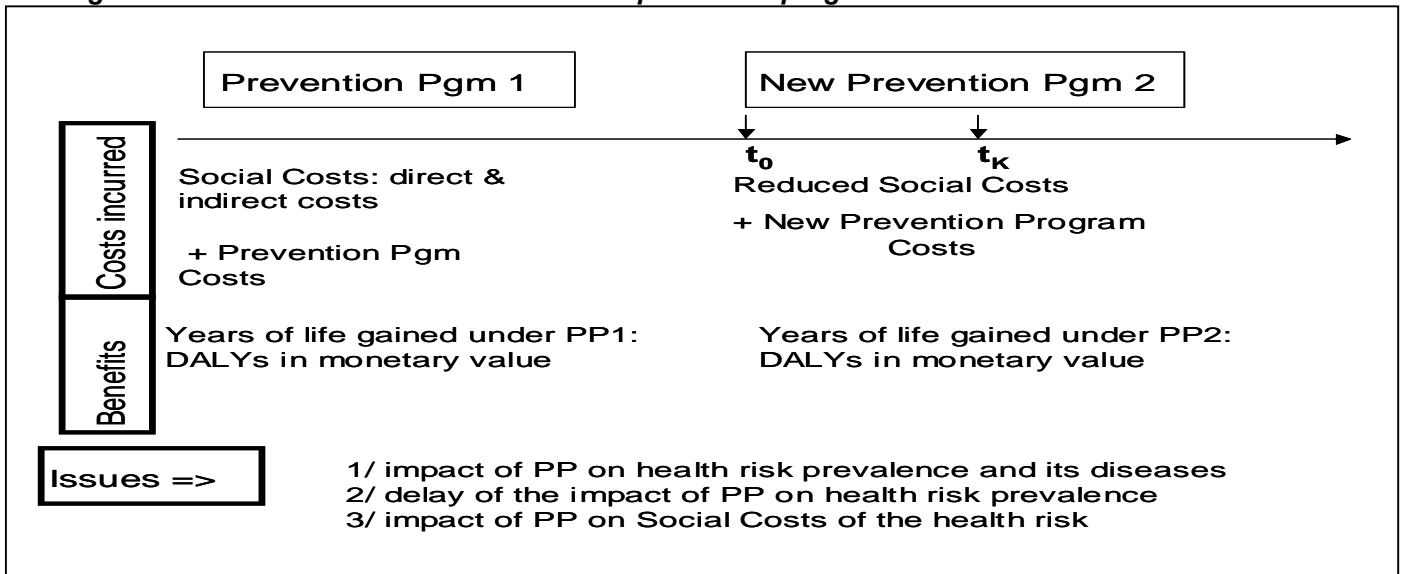 Prevention Pgm 1
New Prevention Pgm 2
t0
tK
Costs incurred
Social Costs: direct &
indirect costs
+ Prevention Pgm
Costs
Reduced Social Costs
+ New Prevention Program
Costs
Benefits
Years of life gained under PP1:
DALYs in monetary value
Years of life gained under PP2:
DALYs in monetary value
Issues =>
1/ impact of PP on health risk prevalence and its diseases
2/ delay of the impact of PP on health risk prevalence
3/ impact of PP on Social Costs of the health risk